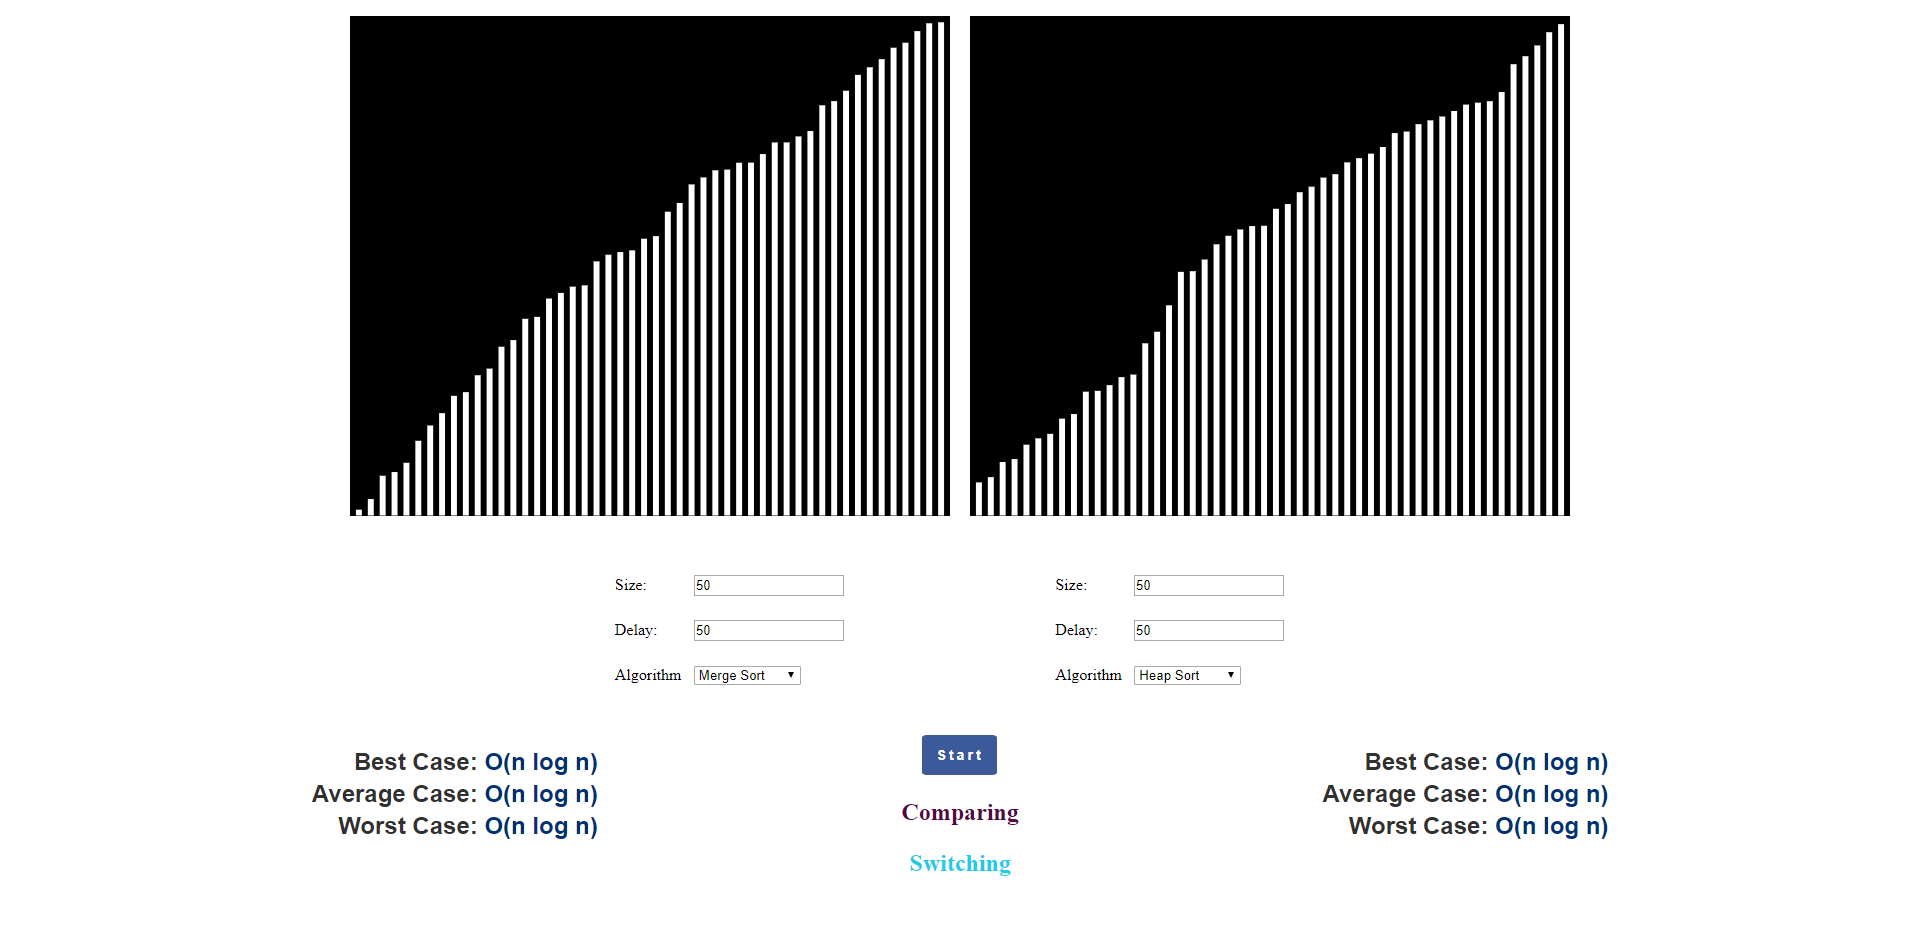 Size: 50
Size: 50
Delay: 50
Delay: 50
Algorithm Merge Sort
Algorithm Heap Sort
Start
Best Case: O(n log n)
Average Case: O(n log n)
Worst Case: O(n log n)
Comparing
Switching
Best Case: O(n log n)
Average Case: O(n log n)
Worst Case: O(n log n)